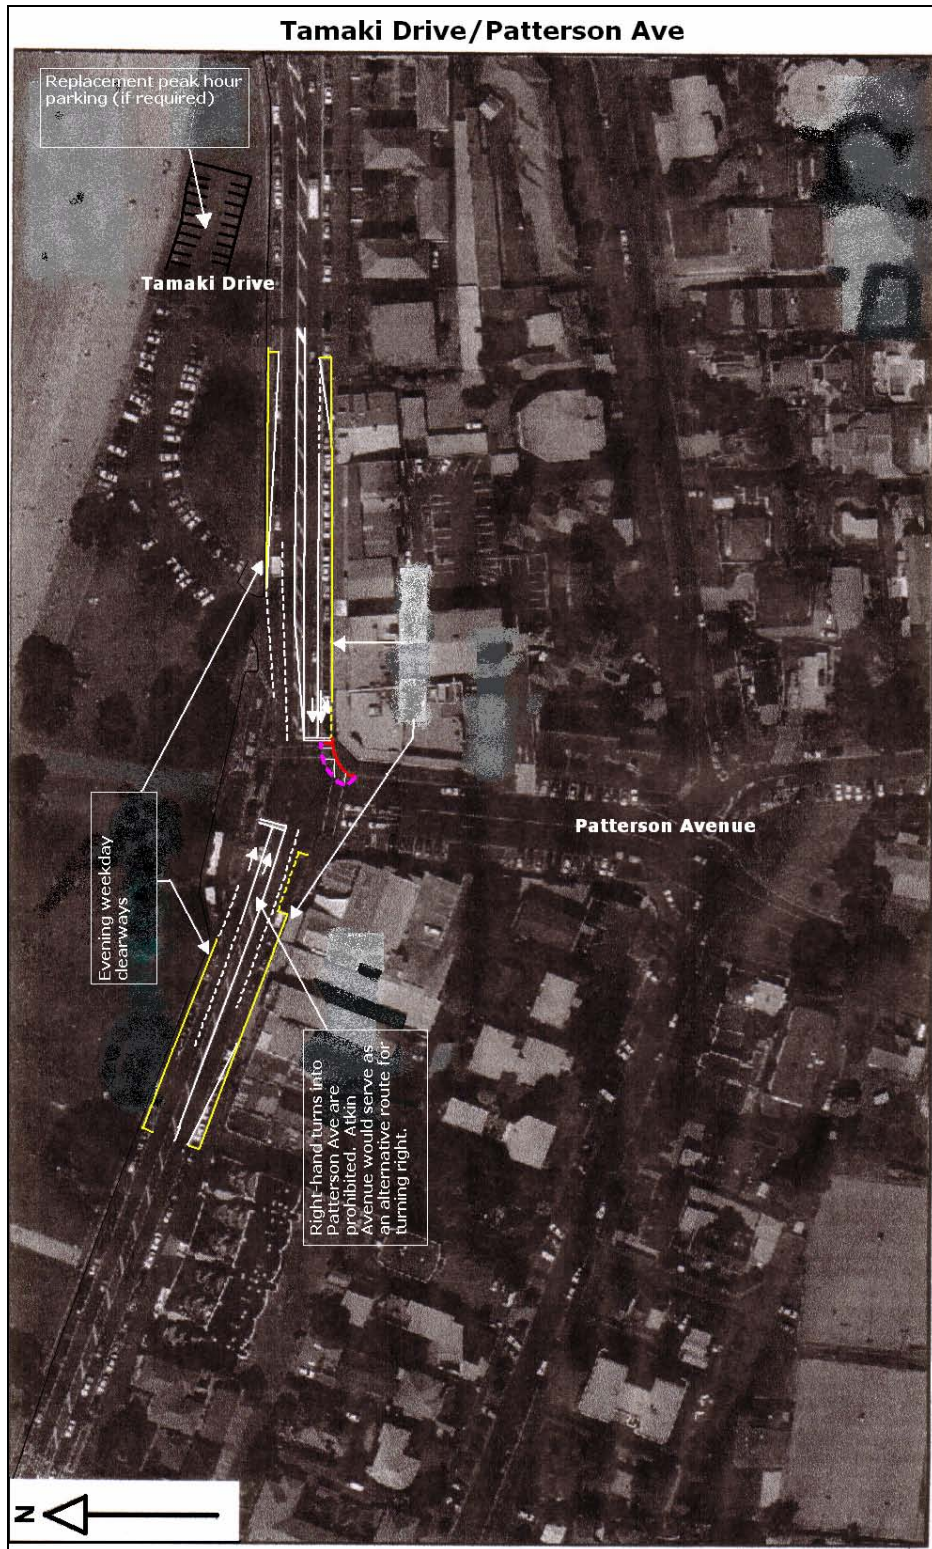 Tamaki Drive/Patterson Ave
Replacement peak hour
parking (if required)
Tamaki Drive
Patterson Avenue
Evening weekday
clearways
Right-hand turns into
Patterson Ave are
prohibited. Atkin
Avenue would serve as
an alternative route for
turning right.
N